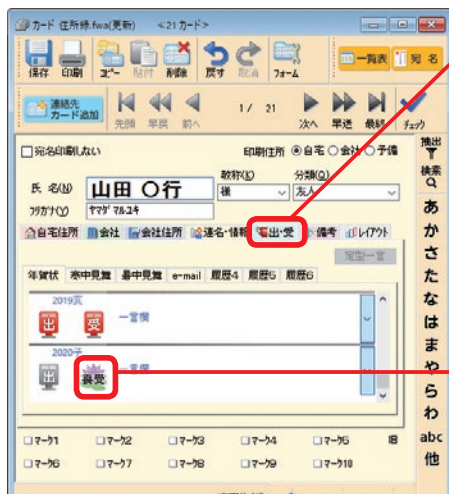 カード 住所録.fwa(更新) <21 カード>
保存 印刷 コピー 貼付 削除 戻す 取消 フォーム 一覧表 宛 名
連絡先
カード追加 先頭 早戻 前へ 1 / 21 次へ 早送 最終 チェック
□宛名印刷しない 印刷住所 ◉自宅 ○会社 ○予備
抽出
検索
敬称(K) 分類(Q)
氏 名(N) 山田 〇行 様 友人
フリガナ(Y) ヤマダ マルユキ
自宅住所 会社 会社住所 連名・情報 出・受 備考 レイアウト
定型一言
年賀状 寒中見舞 暑中見舞 e-mail 履歴4 履歴5 履歴6
2019亥
出 受 一言欄
2020子
出 喪受 一言欄
□マーク1 □マーク2 □マーク3 □マーク4 □マーク5 旧
□マーク6 □マーク7 □マーク8 □マーク9 □マーク10
あ
か
さ
た
な
は
ま
や
ら
わ
abc
他